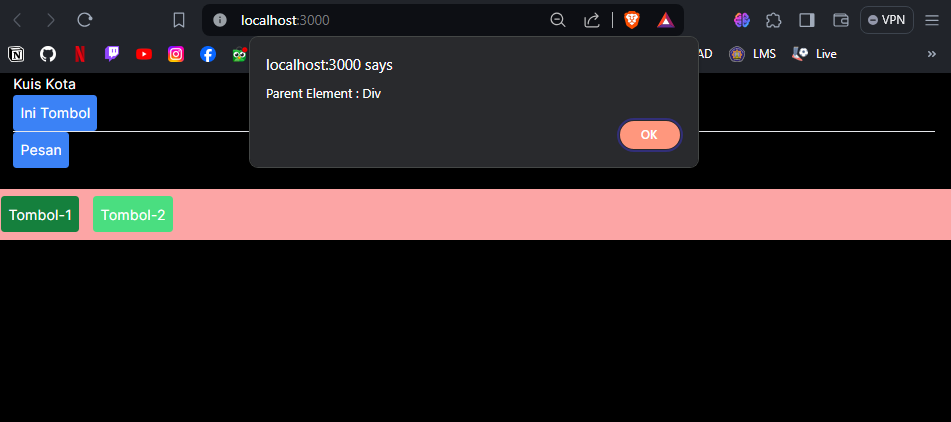 localhost:3000
VPN
AD
LMS
Live
»
localhost:3000 says
Parent Element : Div
OK
Kuis Kota
Ini Tombol
Pesan
Tombol-1
Tombol-2